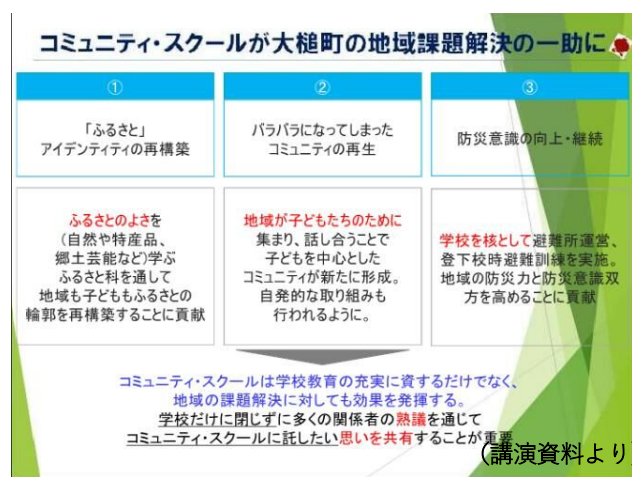 コミュニティ・スクールが大槌町の地域課題解決の一助に
①
「ふるさと」
アイデンティティの再構築
ふるさとのよさを
(自然や特産品、
郷土芸能など)学ぶ
ふるさと科を通して
地域も子どももふるさとの
輪郭を再構築することに貢献
②
バラバラになってしまった
コミュニティの再生
地域が子どもたちのために
集まり、話し合うことで
子どもを中心とした
コミュニティが新たに形成。
自発的な取り組みも
行われるように。
③
防災意識の向上・継続
学校を核として避難所運営、
登下校時避難訓練を実施。
地域の防災力と防災意識双
方を高めることに貢献
コミュニティ・スクールは学校教育の充実に資するだけでなく、
地域の課題解決に対しても効果を発揮する。
学校だけに閉じずに多くの関係者の熟議を通じて
コミュニティ・スクールに託したい思いを共有することが重要
(講演資料より)